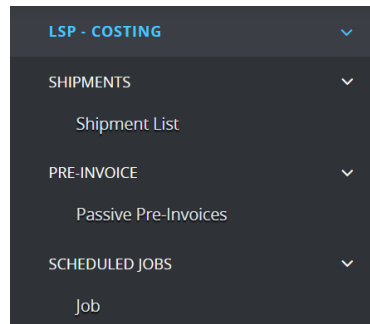 LSP - COSTING
SHIPMENTS
Shipment List
PRE-INVOICE
Passive Pre-Invoices
SCHEDULED JOBS
Job